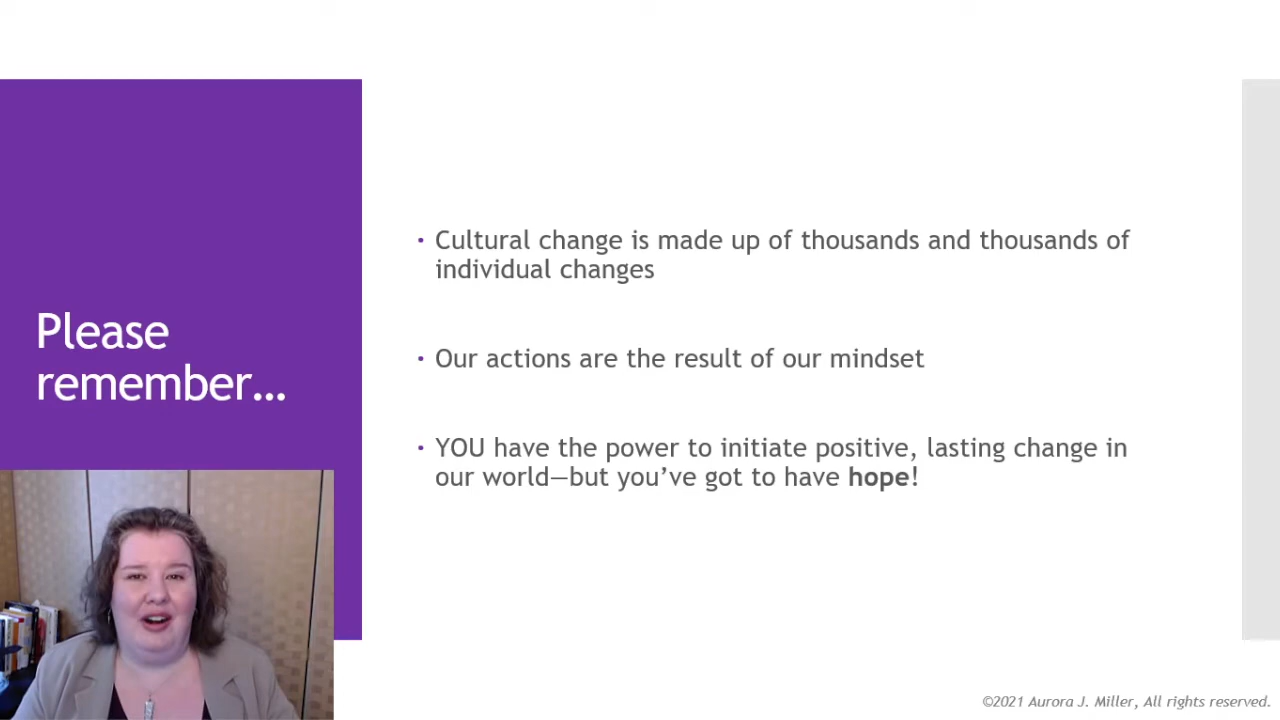 Please
remember…
• Cultural change is made up of thousands and thousands of
individual changes
• Our actions are the result of our mindset
• YOU have the power to initiate positive, lasting change in
our world—but you’ve got to have hope!
©2021 Aurora J. Miller, All rights reserved.